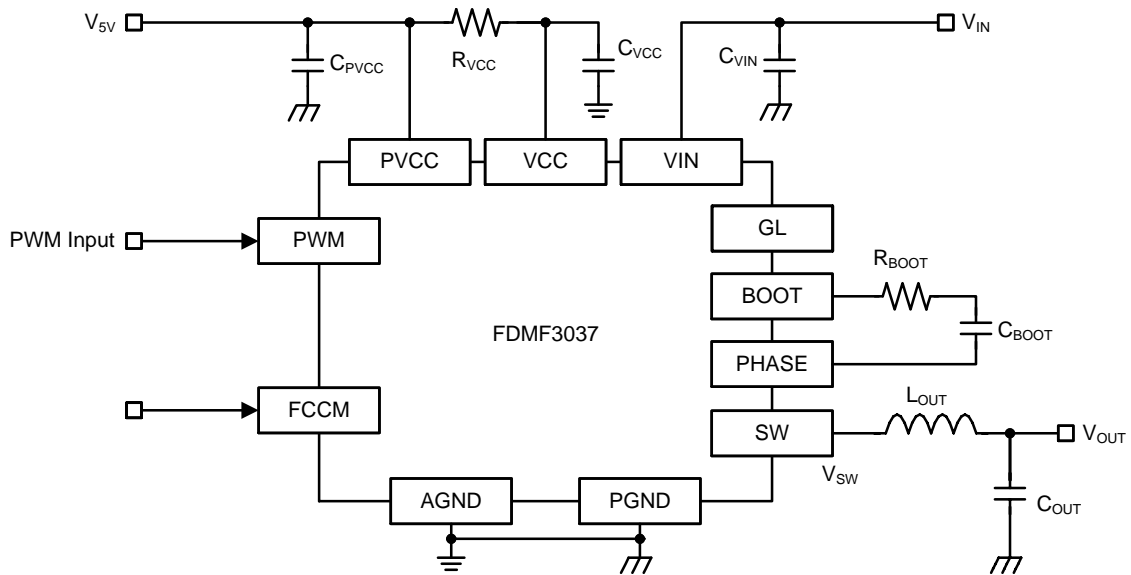 V5V
RVCC
CPVCC
CVCC
CVIN
VIN
PVCC
VCC
VIN
PWM Input
PWM
GL
RBOOT
BOOT
CBOOT
FDMF3037
PHASE
FCCM
LOUT
SW
VOUT
VSW
AGND
PGND
COUT